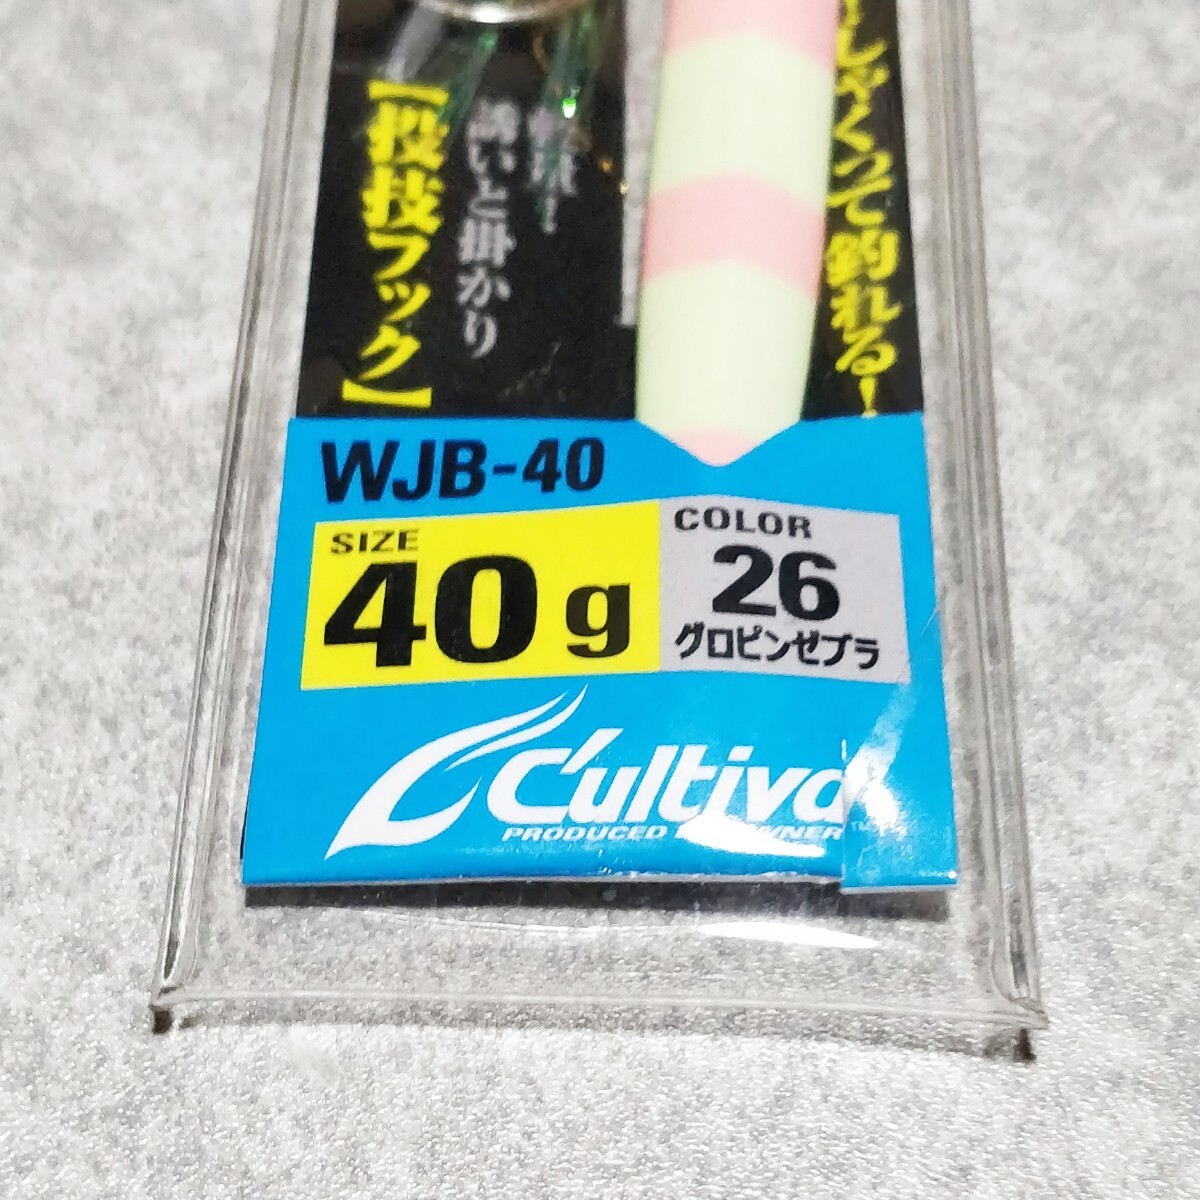 しゃくって釣れる!
誘いと掛かり
【投技フック】
WJB-40
SIZE
40g
COLOR
26
グロピンゼブラ
C'ultiva
PRODUCED